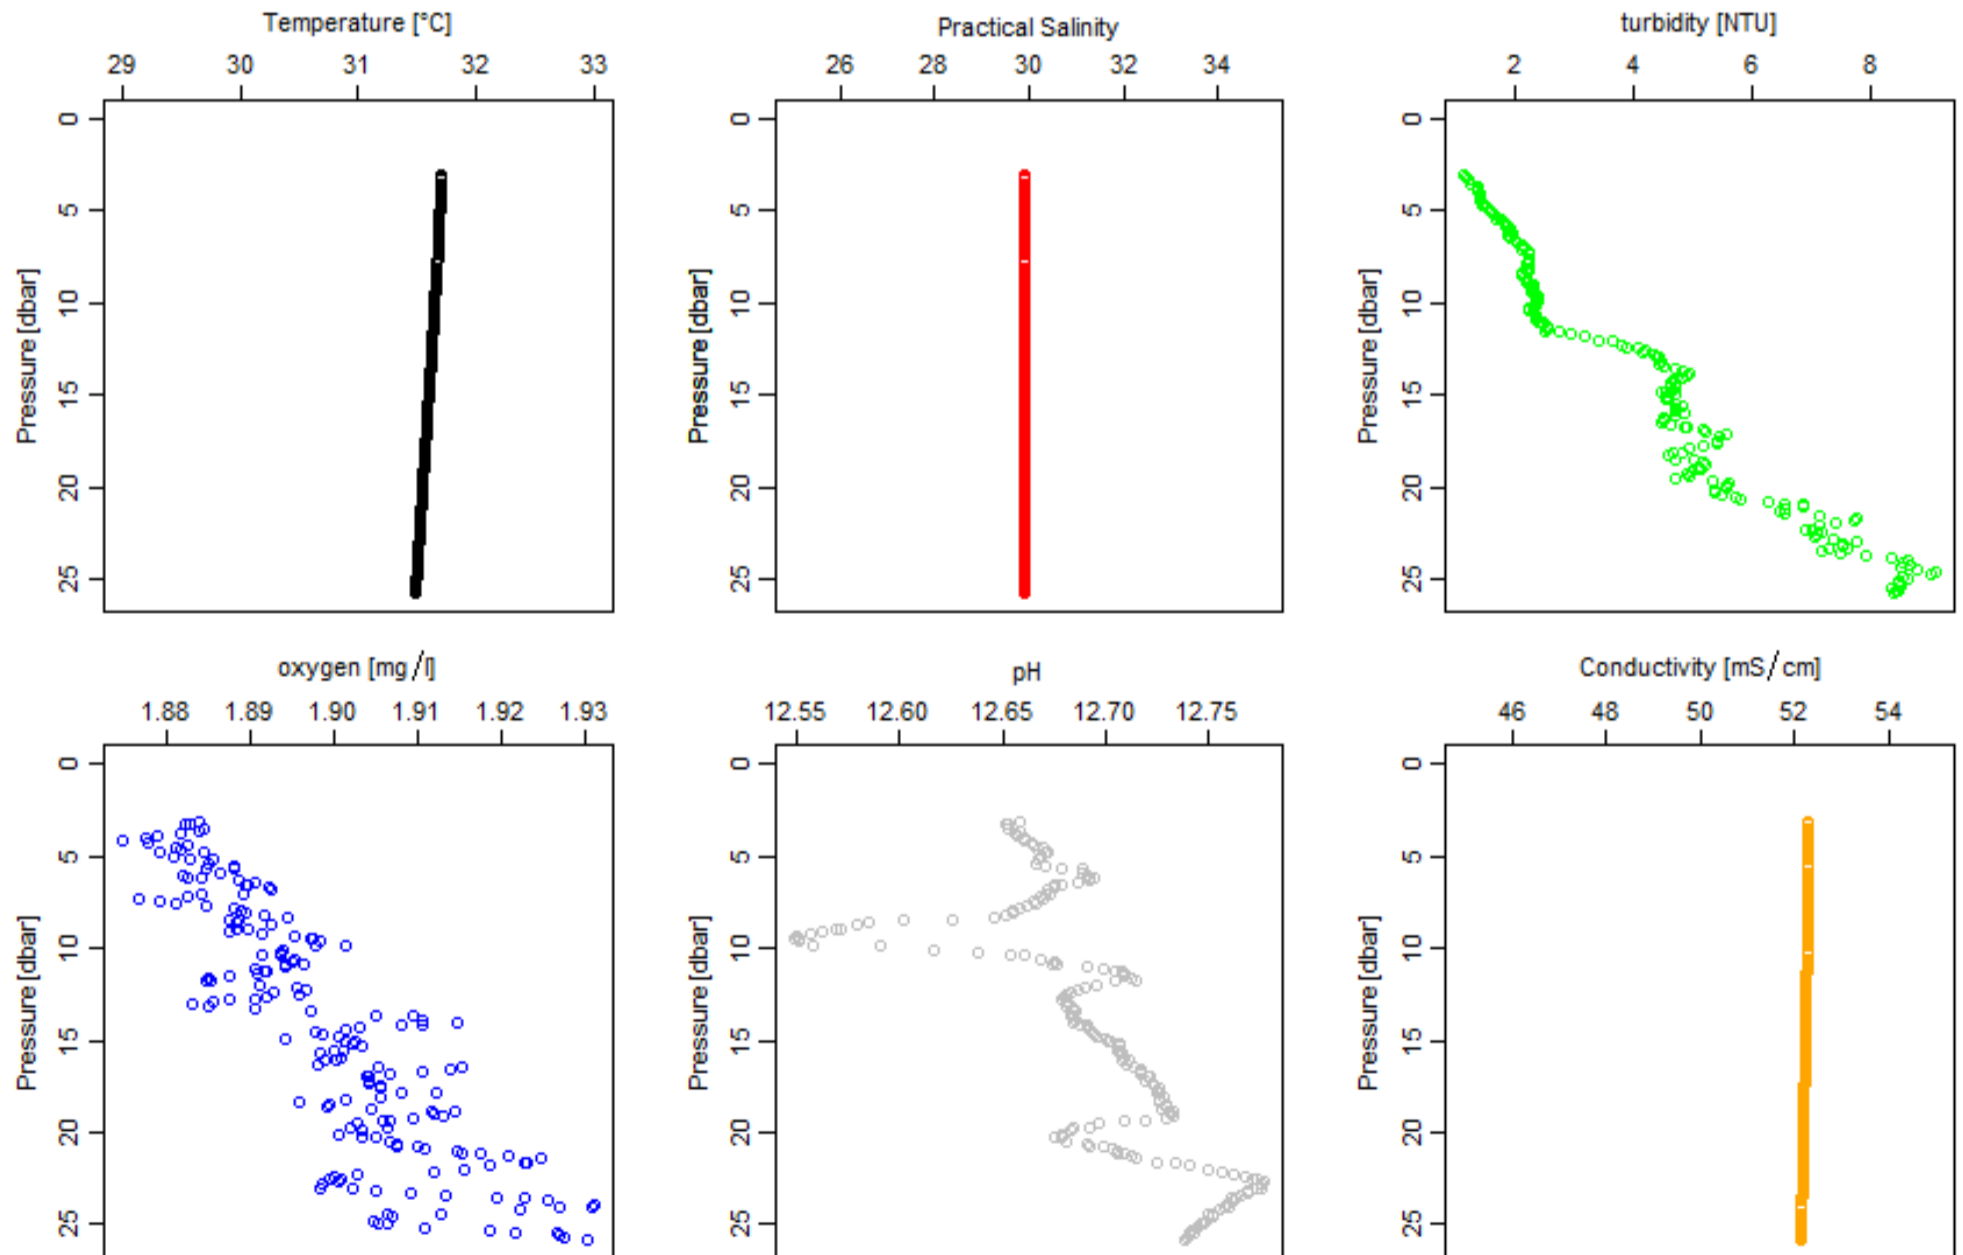 Temperature [°C]
29 30 31 32 33
Pressure [dbar]
0 5 10 15 20 25
Practical Salinity
26 28 30 32 34
Pressure [dbar]
0 5 10 15 20 25
turbidity [NTU]
2 4 6 8
Pressure [dbar]
0 5 10 15 20 25
oxygen [mg/l]
1.88 1.89 1.90 1.91 1.92 1.93
Pressure [dbar]
0 5 10 15 20 25
pH
12.55 12.60 12.65 12.70 12.75
Pressure [dbar]
0 5 10 15 20 25
Conductivity [mS/cm]
46 48 50 52 54
Pressure [dbar]
0 5 10 15 20 25